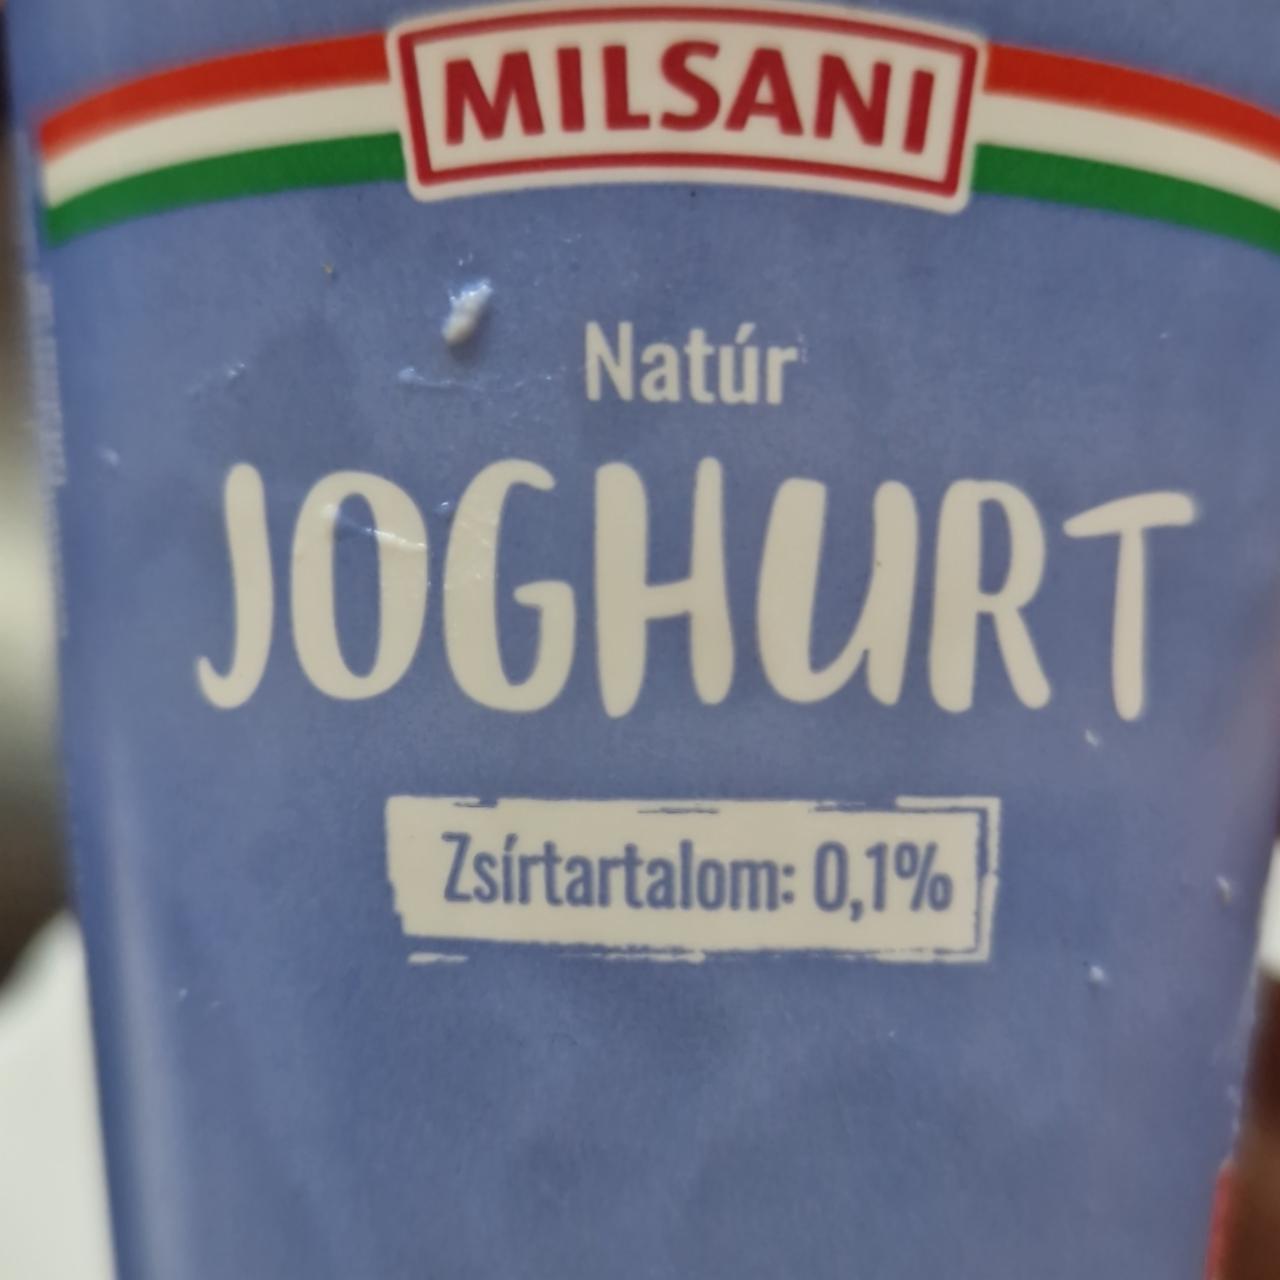 MILSANI
Natúr
JOGHURT
Zsírtartalom: 0,1%